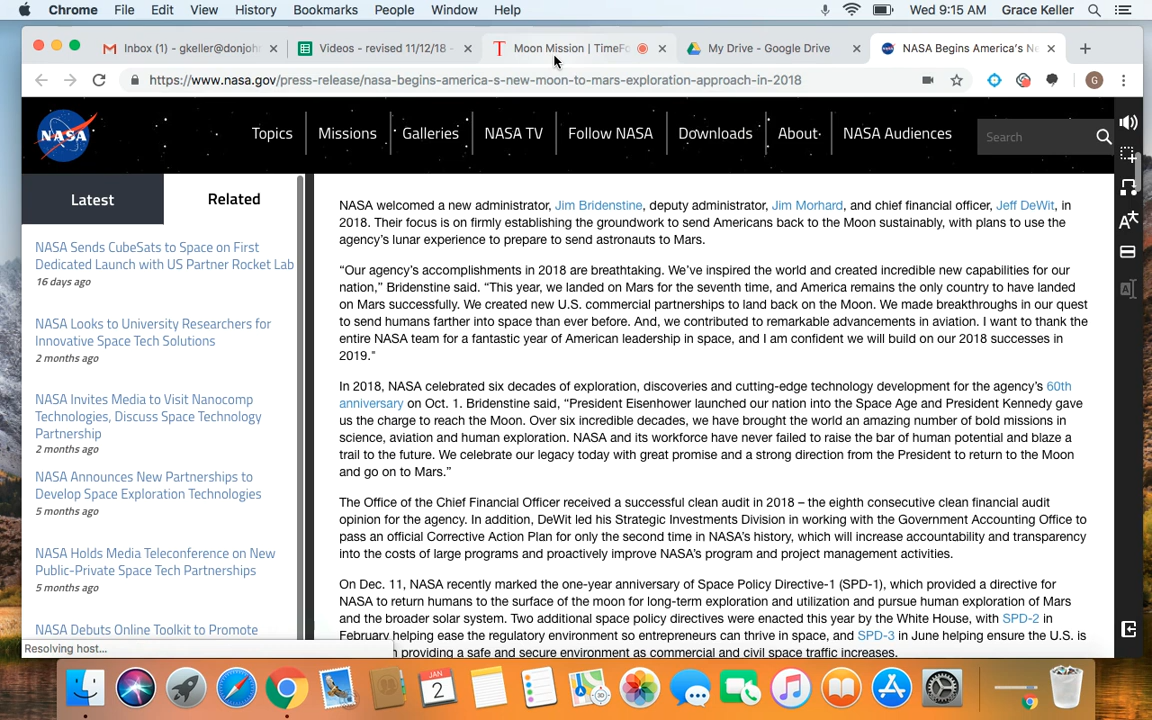 Chrome File Edit View History Bookmarks People Window Help Wed 9:15 AM Grace Keller
Inbox (1) - gkeller@donjoh
Videos - revised 11/12/18 -
Moon Mission | TimeFo
My Drive - Google Drive
NASA Begins America's Ne
https://www.nasa.gov/press-release/nasa-begins-america-s-new-moon-to-mars-exploration-approach-in-2018
G
NASA
Topics Missions Galleries NASA TV Follow NASA Downloads About NASA Audiences Search
Latest Related
NASA Sends CubeSats to Space on First
Dedicated Launch with US Partner Rocket Lab
16 days ago
NASA Looks to University Researchers for
Innovative Space Tech Solutions
2 months ago
NASA Invites Media to Visit Nanocomp
Technologies, Discuss Space Technology
Partnership
2 months ago
NASA Announces New Partnerships to
Develop Space Exploration Technologies
5 months ago
NASA Holds Media Teleconference on New
Public-Private Space Tech Partnerships
5 months ago
NASA Debuts Online Toolkit to Promote
Resolving host...
NASA welcomed a new administrator, Jim Bridenstine, deputy administrator, Jim Morhard, and chief financial officer, Jeff DeWit, in
2018. Their focus is on firmly establishing the groundwork to send Americans back to the Moon sustainably, with plans to use the
agency's lunar experience to prepare to send astronauts to Mars.
“Our agency's accomplishments in 2018 are breathtaking. We've inspired the world and created incredible new capabilities for our
nation,” Bridenstine said. “This year, we landed on Mars for the seventh time, and America remains the only country to have landed
on Mars successfully. We created new U.S. commercial partnerships to land back on the Moon. We made breakthroughs in our quest
to send humans farther into space than ever before. And, we contributed to remarkable advancements in aviation. I want to thank the
entire NASA team for a fantastic year of American leadership in space, and I am confident we will build on our 2018 successes in
2019.”
In 2018, NASA celebrated six decades of exploration, discoveries and cutting-edge technology development for the agency's 60th
anniversary on Oct. 1. Bridenstine said, “President Eisenhower launched our nation into the Space Age and President Kennedy gave
us the charge to reach the Moon. Over six incredible decades, we have brought the world an amazing number of bold missions in
science, aviation and human exploration. NASA and its workforce have never failed to raise the bar of human potential and blaze a
trail to the future. We celebrate our legacy today with great promise and a strong direction from the President to return to the Moon
and go on to Mars.”
The Office of the Chief Financial Officer received a successful clean audit in 2018 – the eighth consecutive clean financial audit
opinion for the agency. In addition, DeWit led his Strategic Investments Division in working with the Government Accounting Office to
pass an official Corrective Action Plan for only the second time in NASA's history, which will increase accountability and transparency
into the costs of large programs and proactively improve NASA's program and project management activities.
On Dec. 11, NASA recently marked the one-year anniversary of Space Policy Directive-1 (SPD-1), which provided a directive for
NASA to return humans to the surface of the moon for long-term exploration and utilization and pursue human exploration of Mars
and the broader solar system. Two additional space policy directives were enacted this year by the White House, with SPD-2 in
February helping ease the regulatory environment so entrepreneurs can thrive in space, and SPD-3 in June helping ensure the U.S. is
providing a safe and secure environment as commercial and civil space traffic increases.
JAN
2